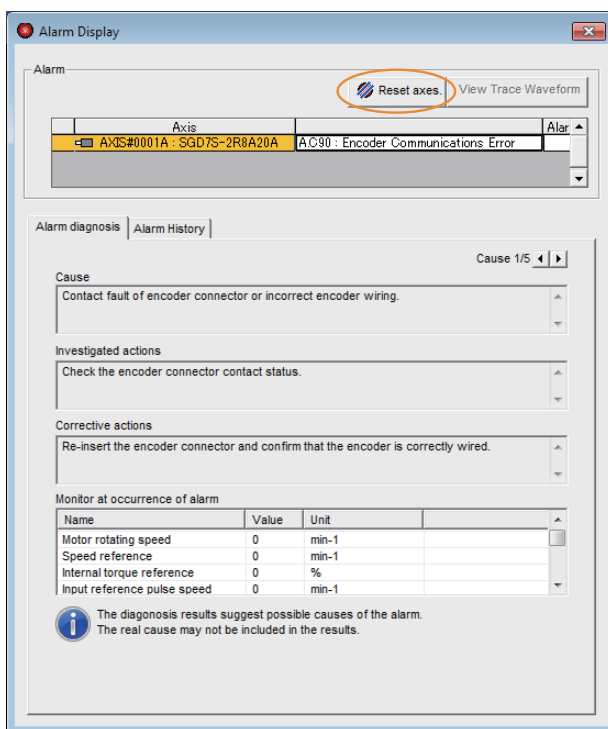 Alarm Display
Alarm
Reset axes.
View Trace Waveform
Axis
Alar
AXIS#0001A : SGD7S-2R8A20A
A.C90 : Encoder Communications Error
Alarm diagnosis
Alarm History
Cause 1/5
Cause
Contact fault of encoder connector or incorrect encoder wiring.
Investigated actions
Check the encoder connector contact status.
Corrective actions
Re-insert the encoder connector and confirm that the encoder is correctly wired.
Monitor at occurrence of alarm
Name Value Unit
Motor rotating speed 0 min-1
Speed reference 0 min-1
Internal torque reference 0 %
Input reference pulse speed 0 min-1
The diagonosis results suggest possible causes of the alarm.
The real cause may not be included in the results.